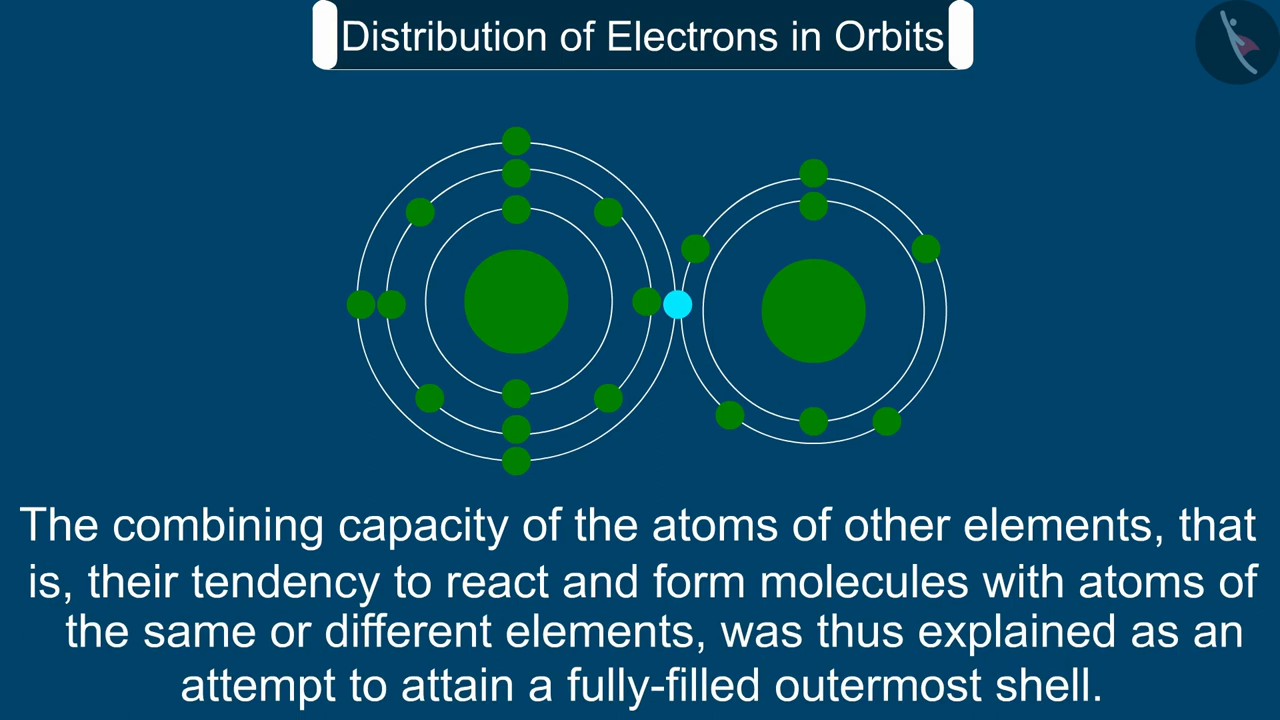 Distribution of Electrons in Orbits
The combining capacity of the atoms of other elements, that
is, their tendency to react and form molecules with atoms of
the same or different elements, was thus explained as an
attempt to attain a fully-filled outermost shell.